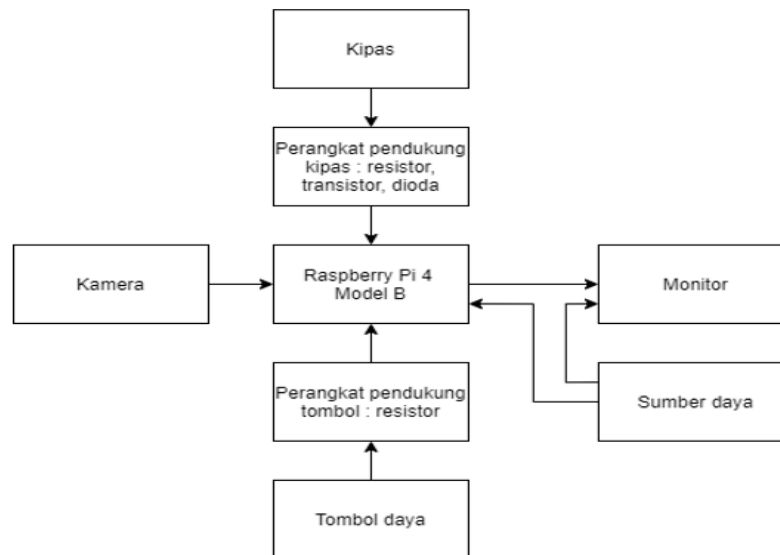 Kipas
Perangkat pendukung
kipas : resistor,
transistor, dioda
Kamera
Raspberry Pi 4
Model B
Monitor
Perangkat pendukung
tombol : resistor
Sumber daya
Tombol daya